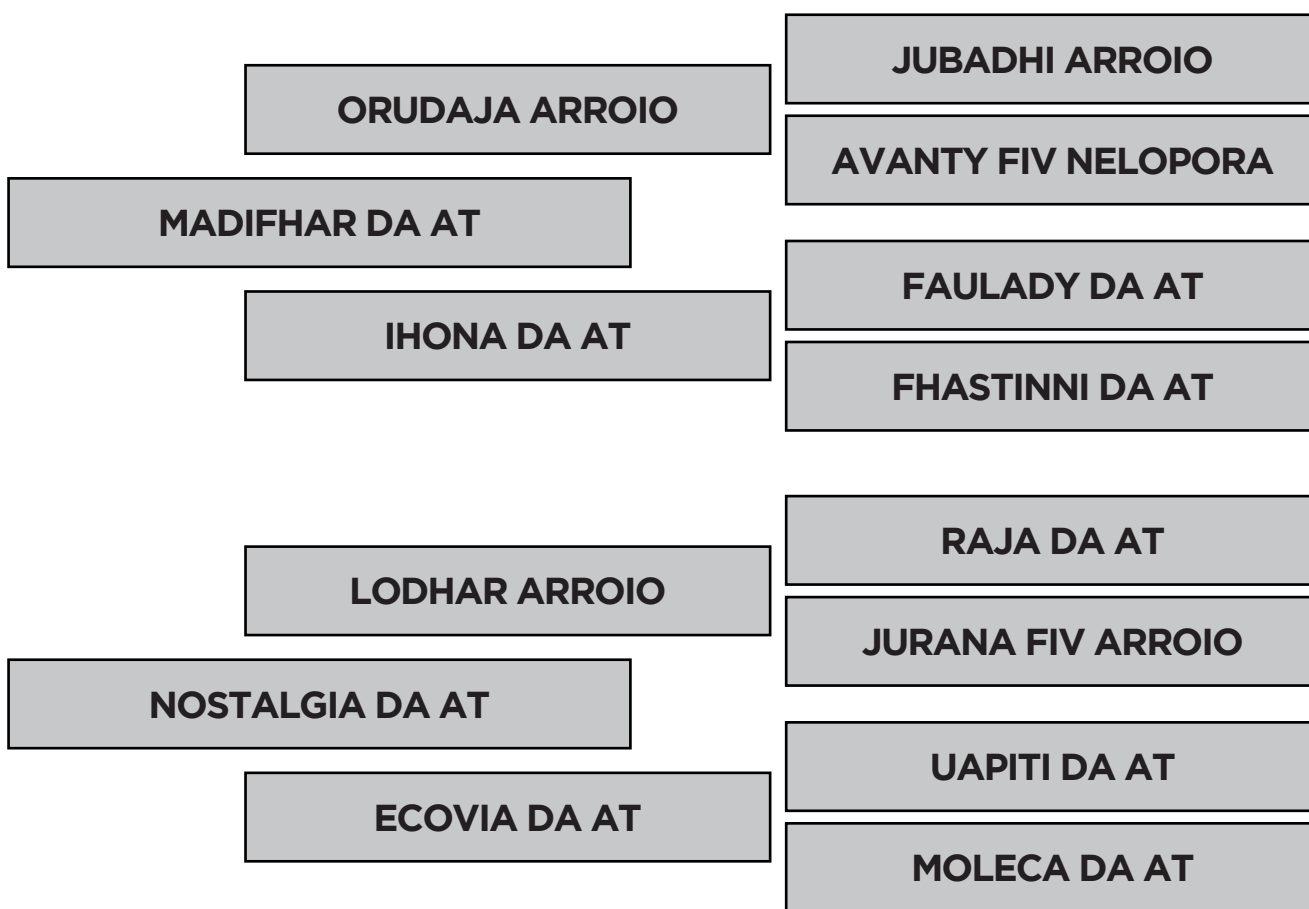 JUBADHI ARROIO
ORUDAJA ARROIO
AVANTY FIV NELOPORA
MADIFHAR DA AT
FAULADY DA AT
IHONA DA AT
FHASTINNI DA AT
RAJA DA AT
LODHAR ARROIO
JURANA FIV ARROIO
NOSTALGIA DA AT
UAPITI DA AT
ECOVIA DA AT
MOLECA DA AT